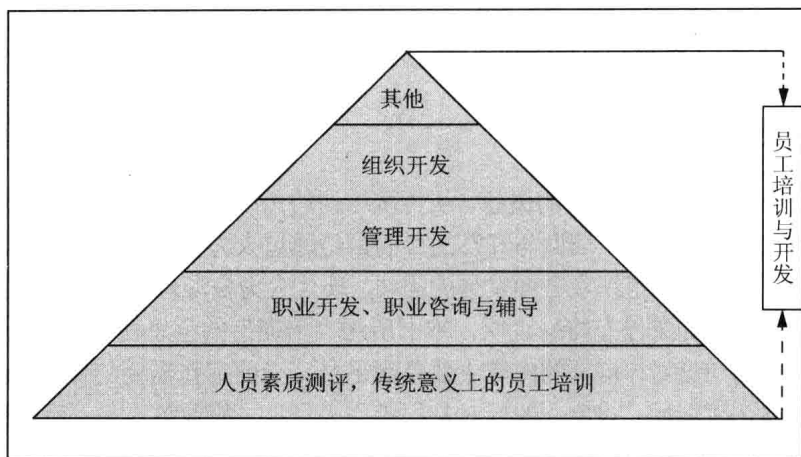 其他
组织开发
管理开发
职业开发、职业咨询与辅导
人员素质测评，传统意义上的员工培训
员工培训与开发